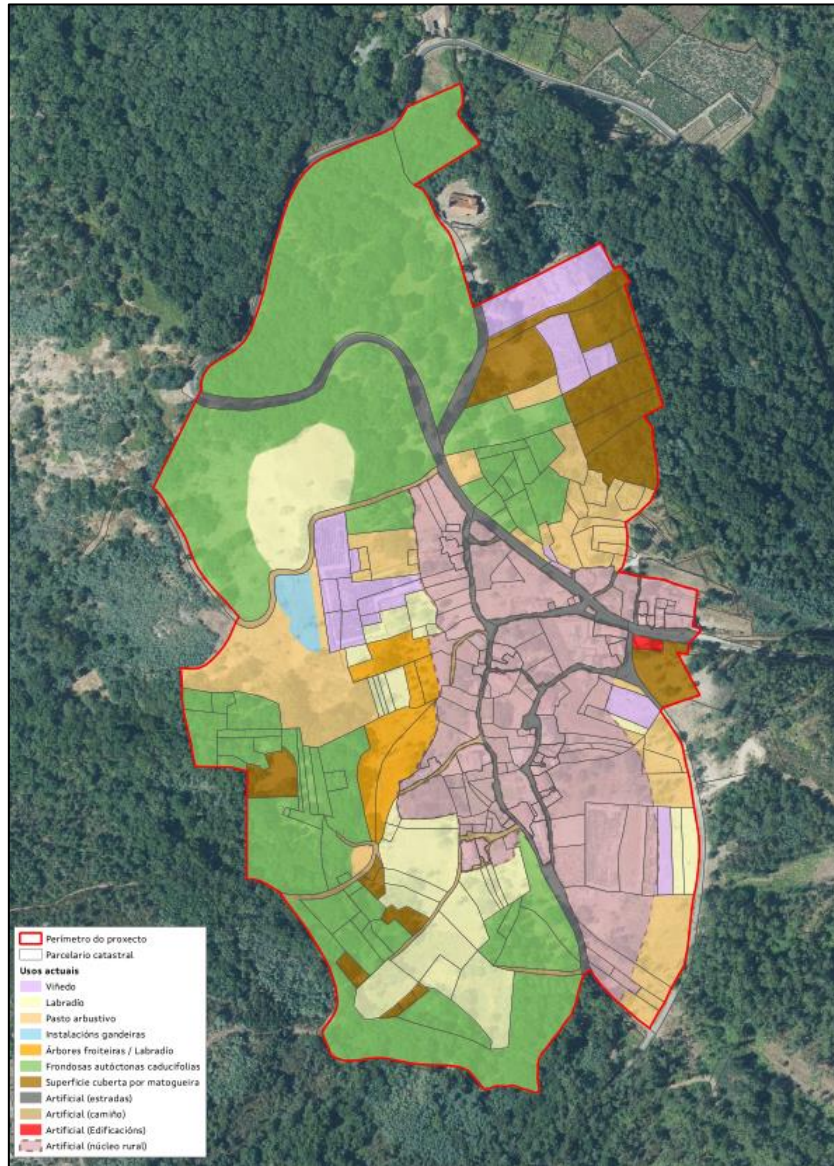 Perímetro do proxecto
Parcelario catastral
Usos actuais
Viñedo
Labradío
Pasto arbustivo
Instalacións gandeiras
Árbores froiteiras / Labradío
Frondosas autóctonas caducifolias
Superficie cuberta por matogueira
Artificial (estradas)
Artificial (camiño)
Artificial (Edificacións)
Artificial (núcleo rural)